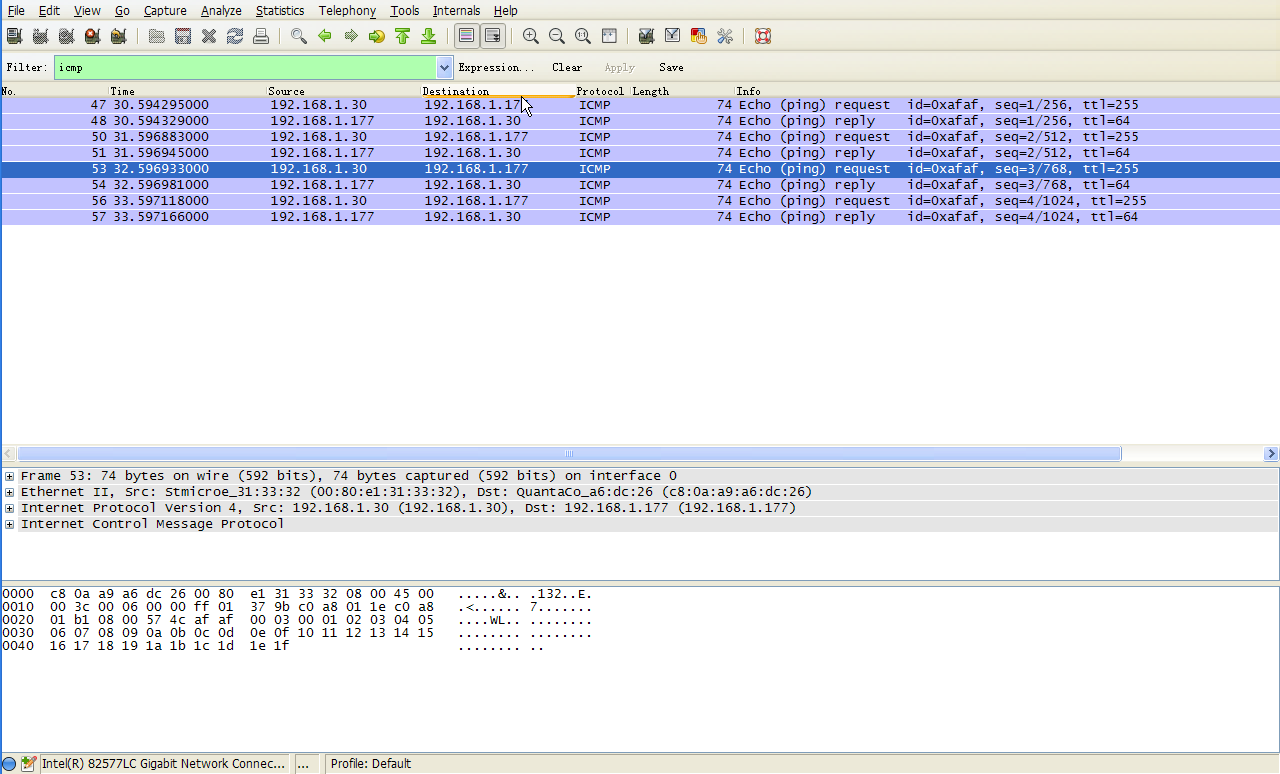 File Edit View Go Capture Analyze Statistics Telephony Tools Internals Help
Filter: icmp Expression... Clear Apply Save
No. Time Source Destination Protocol Length Info
47 30.594295000 192.168.1.30 192.168.1.17 ICMP 74 Echo (ping) request id=0xafaf, seq=1/256, ttl=255
48 30.594329000 192.168.1.177 192.168.1.30 ICMP 74 Echo (ping) reply id=0xafaf, seq=1/256, ttl=64
50 31.596883000 192.168.1.30 192.168.1.177 ICMP 74 Echo (ping) request id=0xafaf, seq=2/512, ttl=255
51 31.596945000 192.168.1.177 192.168.1.30 ICMP 74 Echo (ping) reply id=0xafaf, seq=2/512, ttl=64
53 32.596933000 192.168.1.30 192.168.1.177 ICMP 74 Echo (ping) request id=0xafaf, seq=3/768, ttl=255
54 32.596981000 192.168.1.177 192.168.1.30 ICMP 74 Echo (ping) reply id=0xafaf, seq=3/768, ttl=64
56 33.597118000 192.168.1.30 192.168.1.177 ICMP 74 Echo (ping) request id=0xafaf, seq=4/1024, ttl=255
57 33.597166000 192.168.1.177 192.168.1.30 ICMP 74 Echo (ping) reply id=0xafaf, seq=4/1024, ttl=64
Frame 53: 74 bytes on wire (592 bits), 74 bytes captured (592 bits) on interface 0
Ethernet II, Src: Stmicroe_31:33:32 (00:80:e1:31:33:32), Dst: QuantaCo_a6:dc:26 (c8:0a:a9:a6:dc:26)
Internet Protocol Version 4, Src: 192.168.1.30 (192.168.1.30), Dst: 192.168.1.177 (192.168.1.177)
Internet Control Message Protocol
0000 c8 0a a9 a6 dc 26 00 80 e1 31 33 32 08 00 45 00 .....&.. .132..E.
0010 00 3c 00 06 00 00 ff 01 37 9b c0 a8 01 1e c0 a8 .<...... 7.......
0020 01 b1 08 00 57 4c af af 00 03 00 01 02 03 04 05 ....WL.. ........
0030 06 07 08 09 0a 0b 0c 0d 0e 0f 10 11 12 13 14 15 ........ ........
0040 16 17 18 19 1a 1b 1c 1d 1e 1f ........ ..
Intel(R) 82577LC Gigabit Network Connec... ... Profile: Default